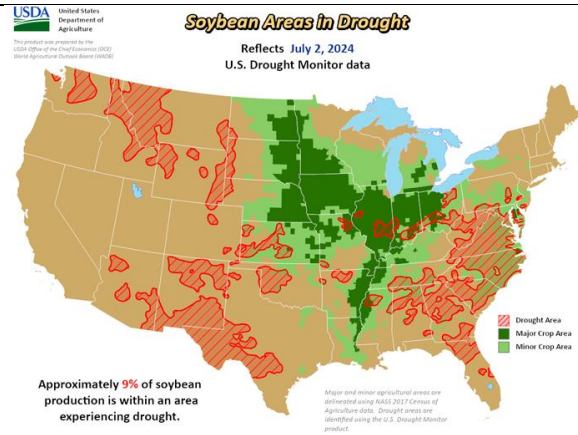 USDA
United States
Department of
Agriculture
This product was prepared by the
USDA Office of the Chief Economist (OCE)
World Agricultural Outlook Board (WAOB)
Soybean Areas in Drought
Reflects July 2, 2024
U.S. Drought Monitor data
Drought Area
Major Crop Area
Minor Crop Area
Approximately 9% of soybean
production is within an area
experiencing drought.
Major and minor agricultural areas are
delineated using NASS 2017 Census of
Agriculture data. Drought areas are
identified using the U.S. Drought Monitor
product.